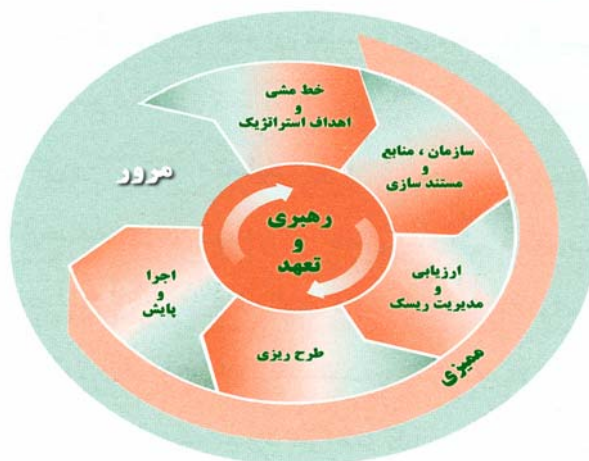 خط مشی
و
اهداف استراتژیک
سازمان ، منابع
و
مستند سازی
ارزیابی
و
مدیریت ریسک
طرح ریزی
اجرا
و
پایش
مرور
رهبری
و
تعهد
ممیزی